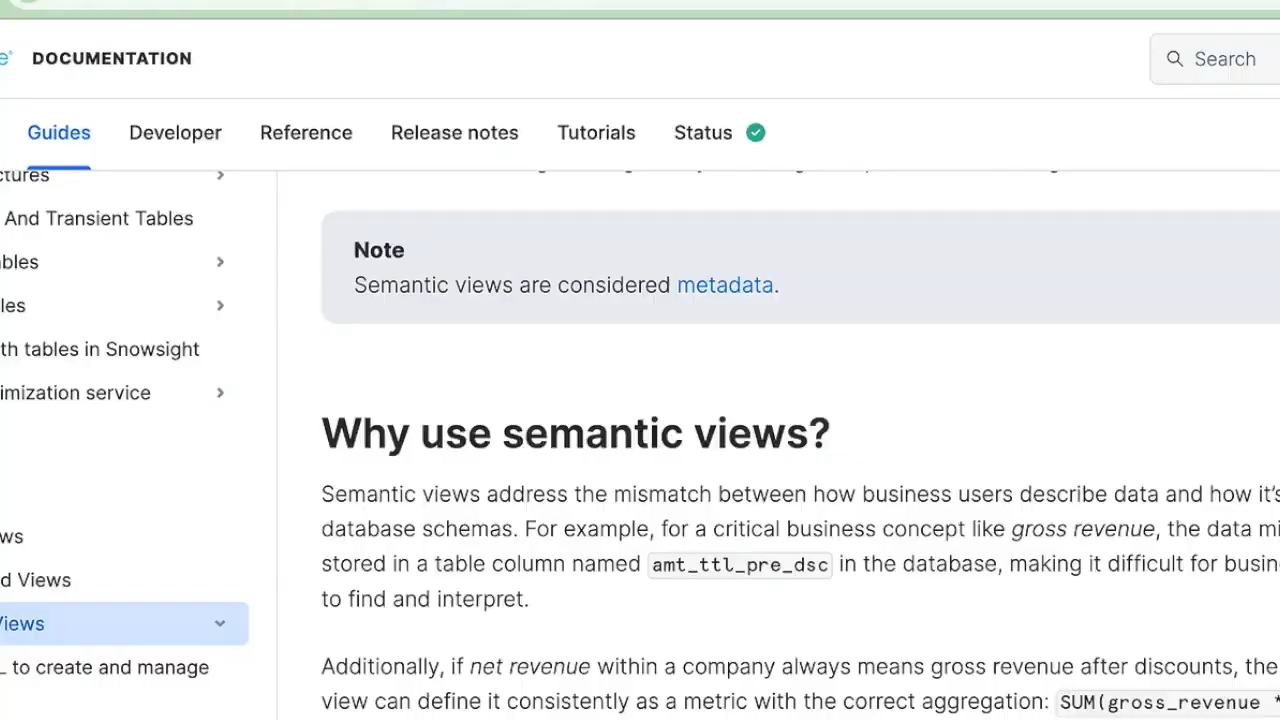 DOCUMENTATION
Search
Guides Developer Reference Release notes Tutorials Status
And Transient Tables
th tables in Snowsight
imization service
ws
d Views
Views
to create and manage
Note
Semantic views are considered metadata.
Why use semantic views?
Semantic views address the mismatch between how business users describe data and how it's
database schemas. For example, for a critical business concept like gross revenue, the data mi
stored in a table column named amt_ttl_pre_dsc in the database, making it difficult for busin
to find and interpret.
Additionally, if net revenue within a company always means gross revenue after discounts, the
view can define it consistently as a metric with the correct aggregation: SUM(gross_revenue *